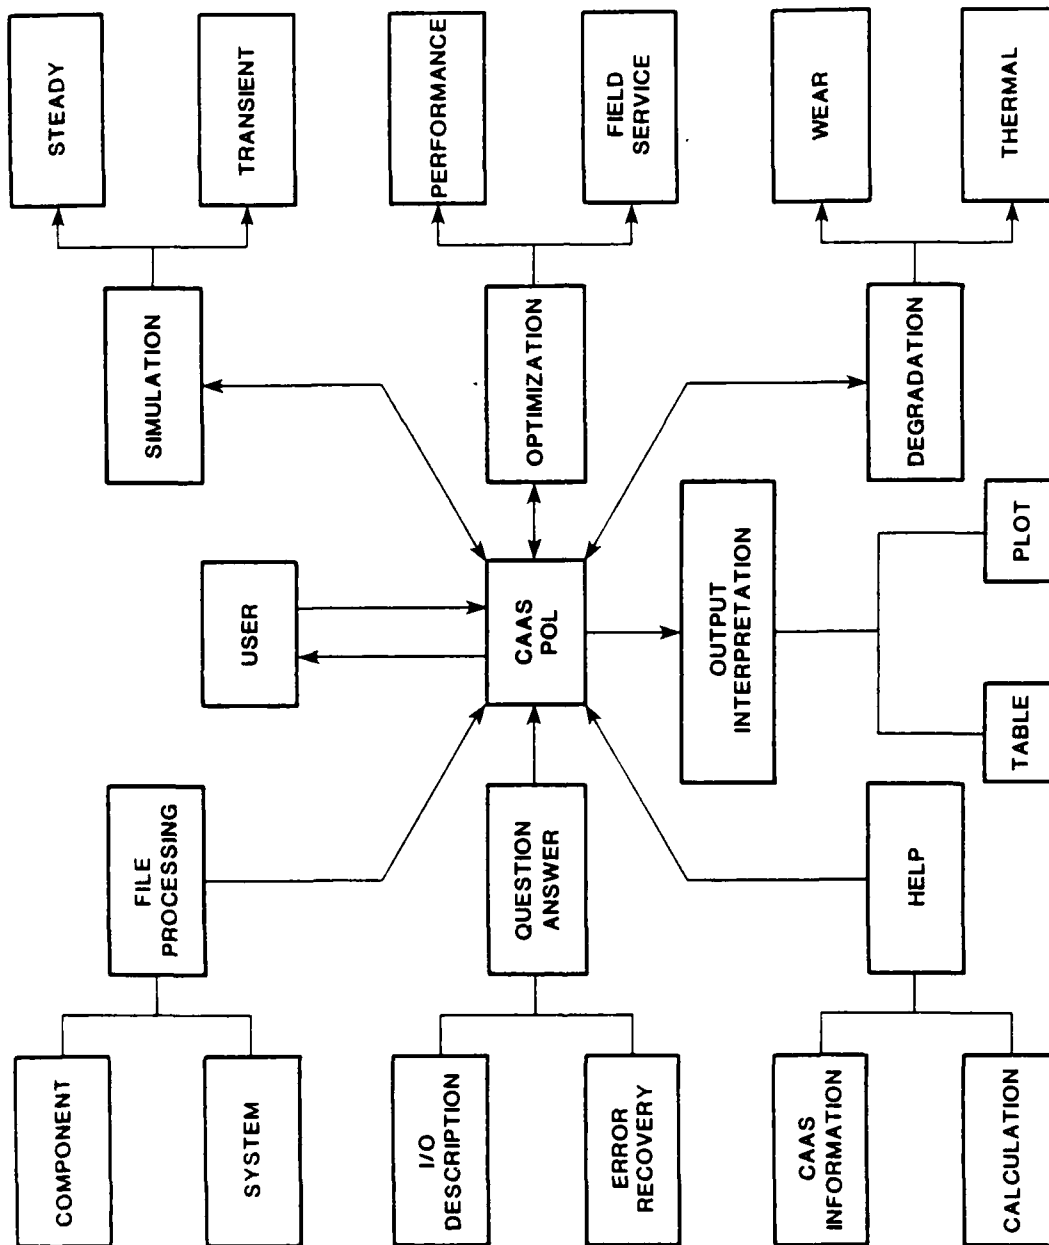 COMPONENT
SYSTEM
FILE
PROCESSING
USER
SIMULATION
STEADY
TRANSIENT
I/O
DESCRIPTION
ERROR
RECOVERY
QUESTION
ANSWER
CAAS
POL
OPTIMIZATION
PERFORMANCE
FIELD
SERVICE
CAAS
INFORMATION
CALCULATION
HELP
OUTPUT
INTERPRETATION
TABLE
PLOT
DEGRADATION
WEAR
THERMAL